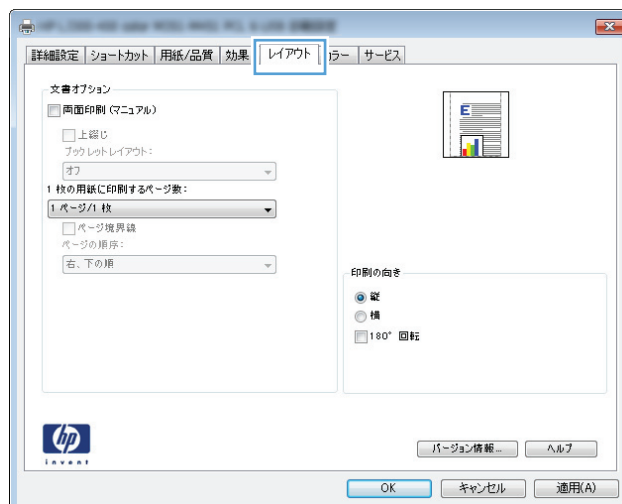 詳細設定 ショートカット 用紙/品質 効果 レイアウト カラー サービス
文書オプション
両面印刷 (マニュアル)
上綴じ
ブックレットレイアウト:
オフ
1 枚の用紙に印刷するページ数:
1 ページ/1 枚
ページ境界線
ページの順序:
右、下の順
E
印刷の向き
縦
横
180° 回転
hp
invent
バージョン情報...
ヘルプ
OK
キャンセル
適用(A)